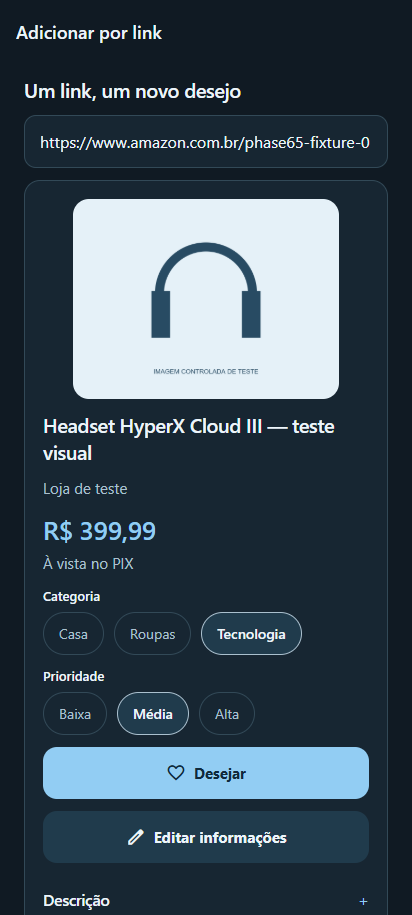 Adicionar por link
Um link, um novo desejo
https://www.amazon.com.br/phase65-fixture-0
IMAGEM CONTROLADA DE TESTE
Headset HyperX Cloud III — teste
visual
Loja de teste
R$ 399,99
À vista no PIX
Categoria
Casa Roupas Tecnologia
Prioridade
Baixa Média Alta
Desejar
Editar informações
Descrição +